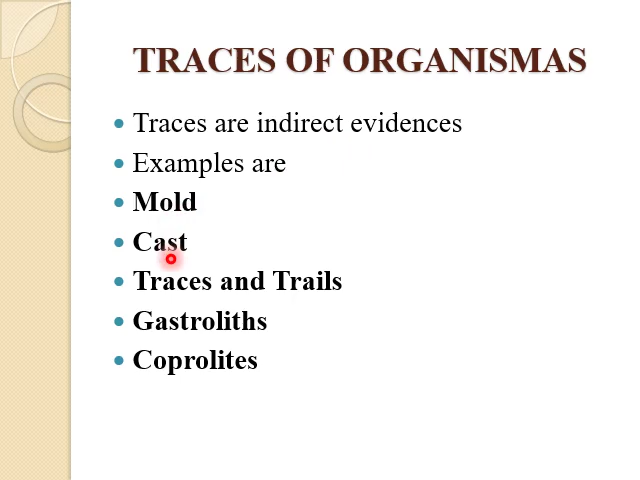 TRACES OF ORGANISMAS
Traces are indirect evidences
Examples are
Mold
Cast
Traces and Trails
Gastroliths
Coprolites